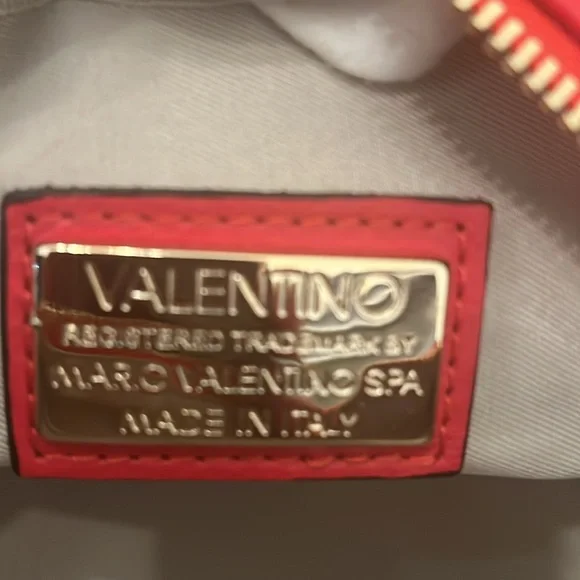 VALENTINO
REGISTERED TRADEMARK BY
MARIO VALENTINO SPA
MADE IN ITALY